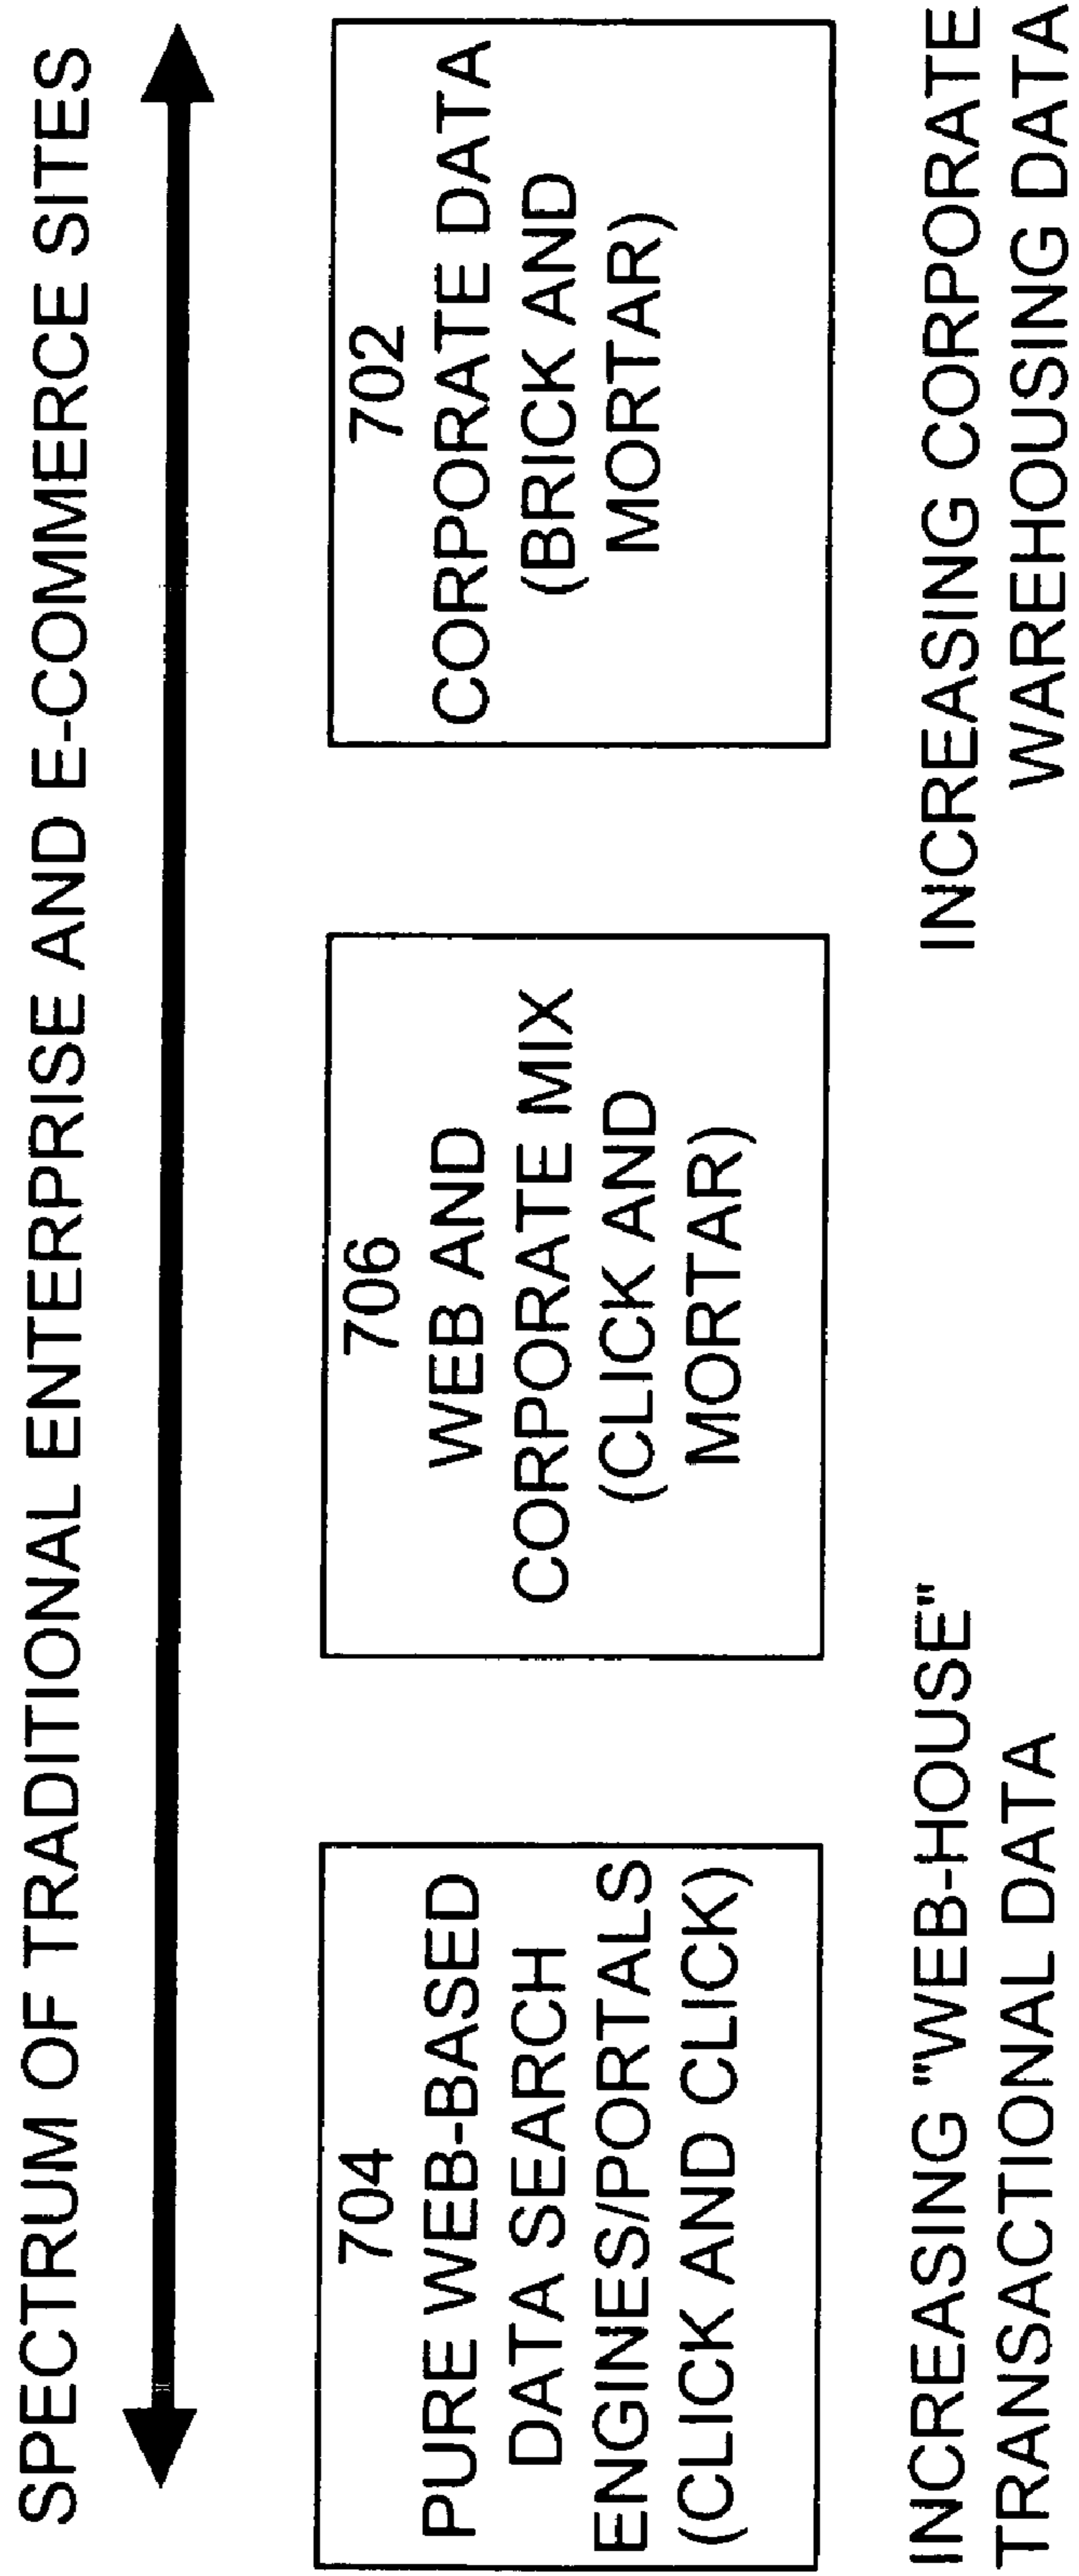 SPECTRUM OF TRADITIONAL ENTERPRISE AND E-COMMERCE SITES
704
PURE WEB-BASED
DATA SEARCH
ENGINES/PORTALS
(CLICK AND CLICK)
706
WEB AND
CORPORATE MIX
(CLICK AND
MORTAR)
702
CORPORATE DATA
(BRICK AND
MORTAR)
INCREASING "WEB-HOUSE"
TRANSACTIONAL DATA
INCREASING CORPORATE
WAREHOUSING DATA